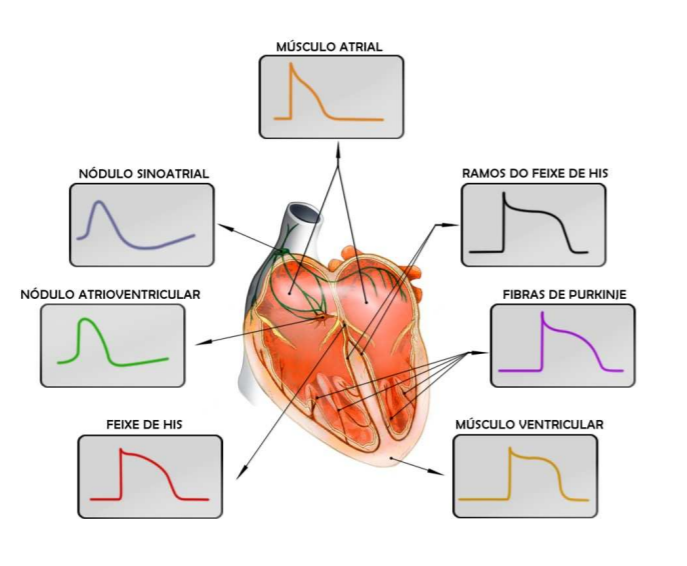 MÚSCULO ATRIAL
NÓDULO SINOATRIAL
RAMOS DO FEIXE DE HIS
NÓDULO ATRIOVENTRICULAR
FIBRAS DE PURKINJE
FEIXE DE HIS
MÚSCULO VENTRICULAR